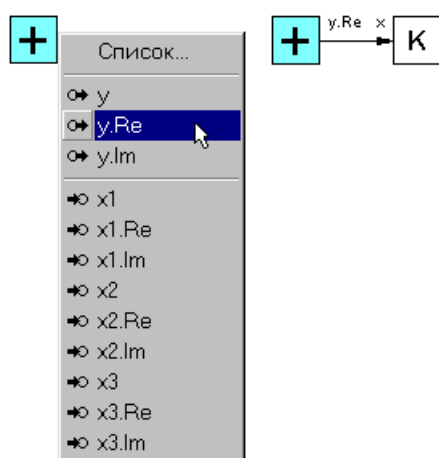 +
Список...
y
y.Re
y.Im
x1
x1.Re
x1.Im
x2
x2.Re
x2.Im
x3
x3.Re
x3.Im
+
y.Re x
K